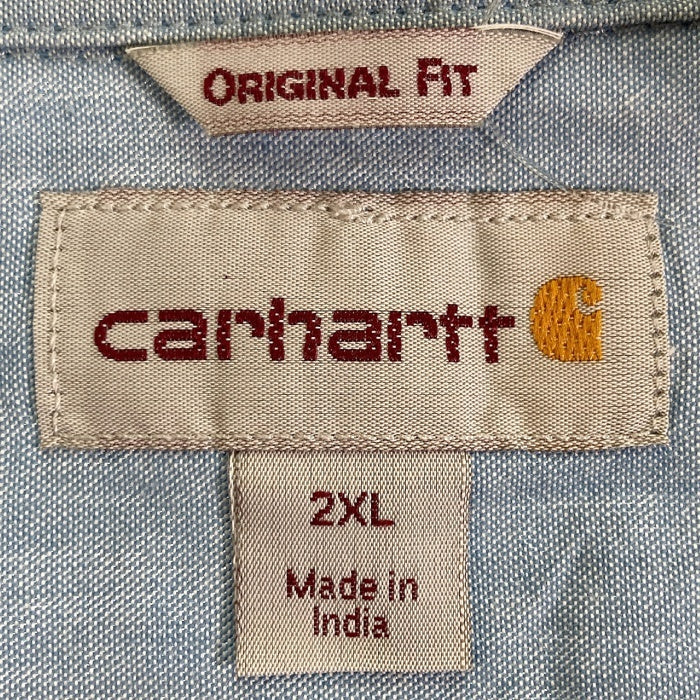 ORIGINAL FIT
carhartt
2XL
Made in
India